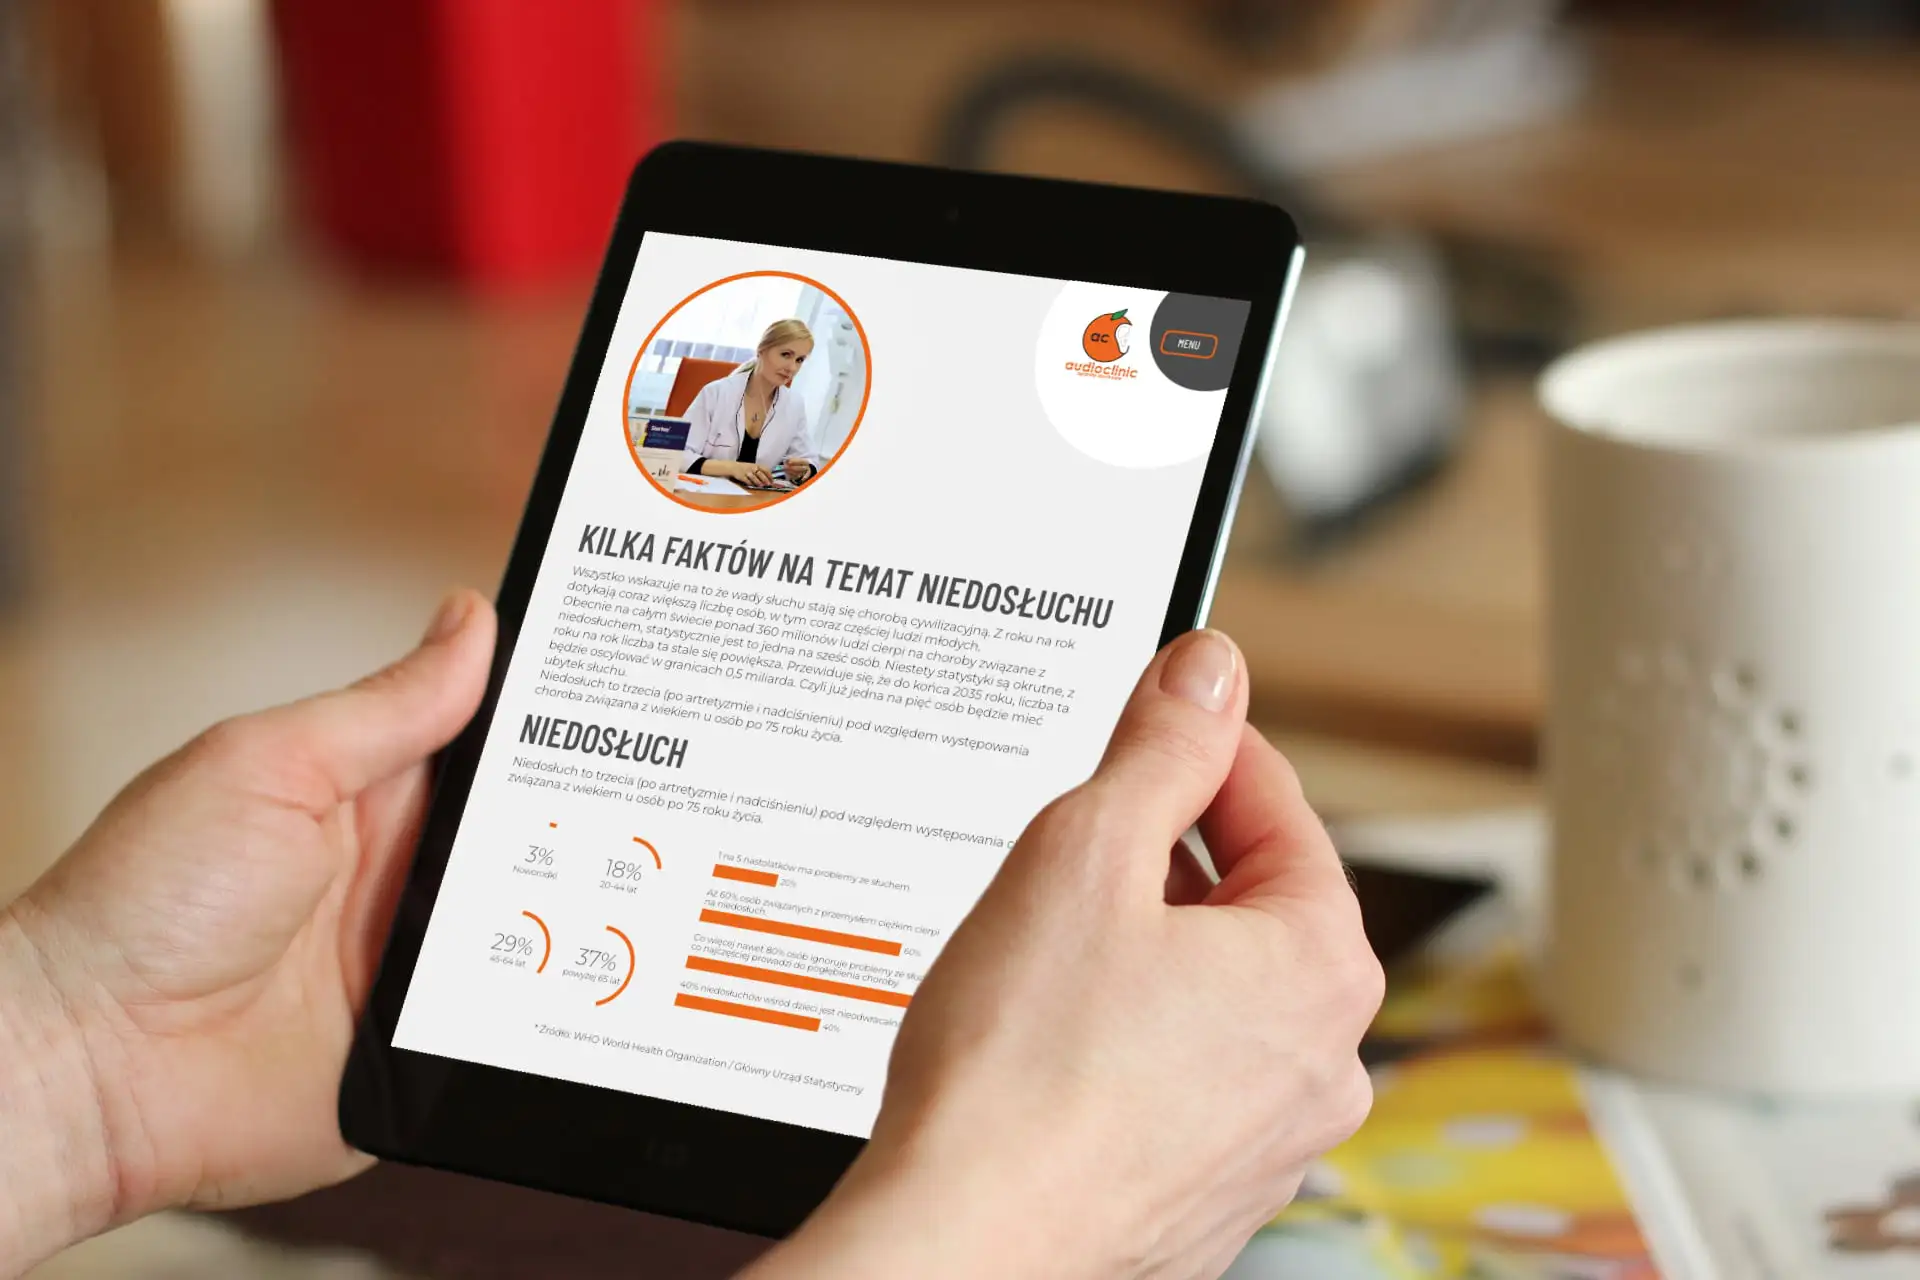 ac
audioclinic
MENU
KILKA FAKTÓW NA TEMAT NIEDOSŁUCHU
Wszystko wskazuje na to że wady słuchu stają się chorobą cywilizacyjną. Z roku na rok
dotykają coraz większą liczbę osób, w tym coraz częściej ludzi młodych.
Obecnie na całym świecie ponad 360 milionów ludzi cierpi na choroby związane z
niedosłuchem, statystycznie jest to jedna na sześć osób. Niestety statystyki są okrutne, z
roku na rok liczba ta stale się powiększa. Przewiduje się, że do końca 2035 roku, liczba ta
będzie oscylować w granicach 0,5 miliarda. Czyli już jedna na pięć osób będzie mieć
ubytek słuchu.
Niedosłuch to trzecia (po artretyzmie i nadciśnieniu) pod względem występowania
choroba związana z wiekiem u osób po 75 roku życia.
NIEDOSŁUCH
Niedosłuch to trzecia (po artretyzmie i nadciśnieniu) pod względem występowania
związana z wiekiem u osób po 75 roku życia.
3%
Noworodki
18%
20-44 lat
29%
45-64 lat
37%
powyżej 65 lat
1 na 5 nastolatków ma problemy ze słuchem
20%
Aż 60% osób związanych z przemysłem ciężkim cierpi
na niedosłuch.
60%
Co więcej nawet 80% osób ignoruje problemy ze
co najczęściej prowadzi do pogłębienia choroby
40% niedosłuchów wśród dzieci jest
40%
* Źródło: WHO World Health Organization / Główny Urząd Statystyczny